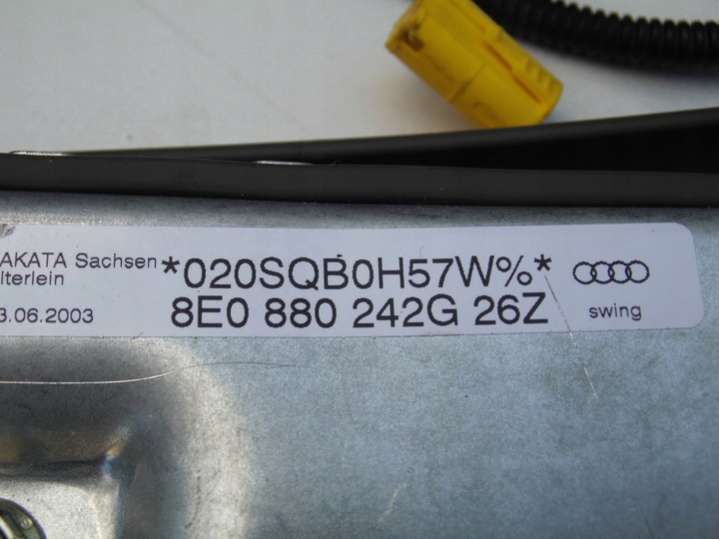 AKATA Sachsen
lterlein
3.06.2003
*020SQB0H57W%*
8E0 880 242G 26Z
swing